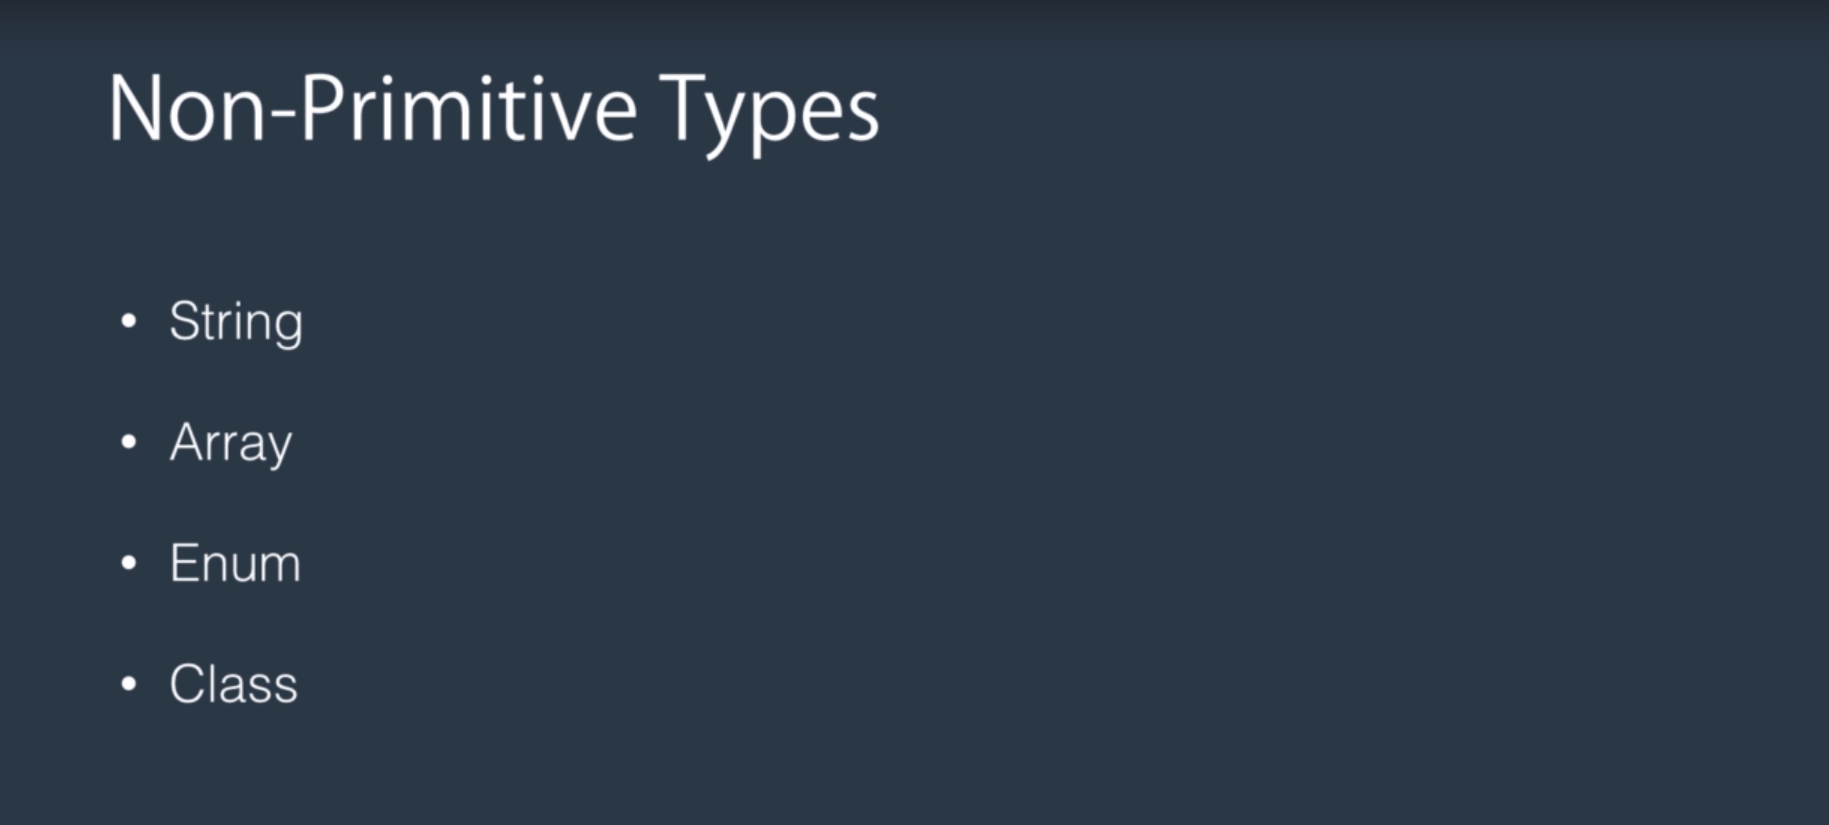 Non-Primitive Types
• String
• Array
• Enum
• Class